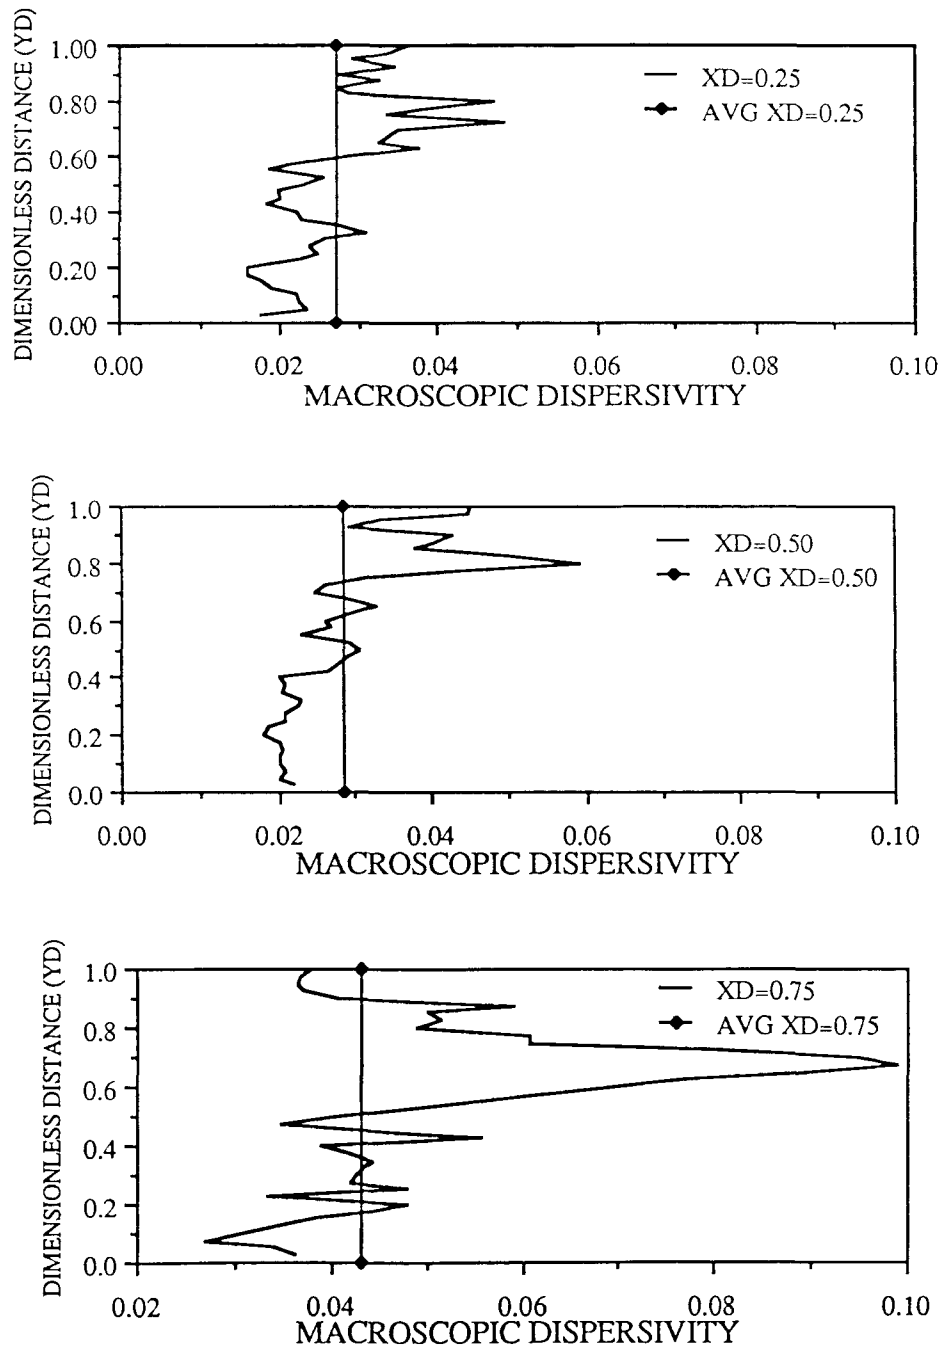 DIMENSIONLESS DISTANCE (YD)
1.00
0.80
0.60
0.40
0.20
0.00
XD=0.25
AVG XD=0.25
0.00 0.02 0.04 0.06 0.08 0.10
MACROSCOPIC DISPERSIVITY
DIMENSIONLESS DISTANCE (YD)
1.0
0.8
0.6
0.4
0.2
0.0
XD=0.50
AVG XD=0.50
0.00 0.02 0.04 0.06 0.08 0.10
MACROSCOPIC DISPERSIVITY
DIMENSIONLESS DISTANCE (YD)
1.0
0.8
0.6
0.4
0.2
0.0
XD=0.75
AVG XD=0.75
0.02 0.04 0.06 0.08 0.10
MACROSCOPIC DISPERSIVITY